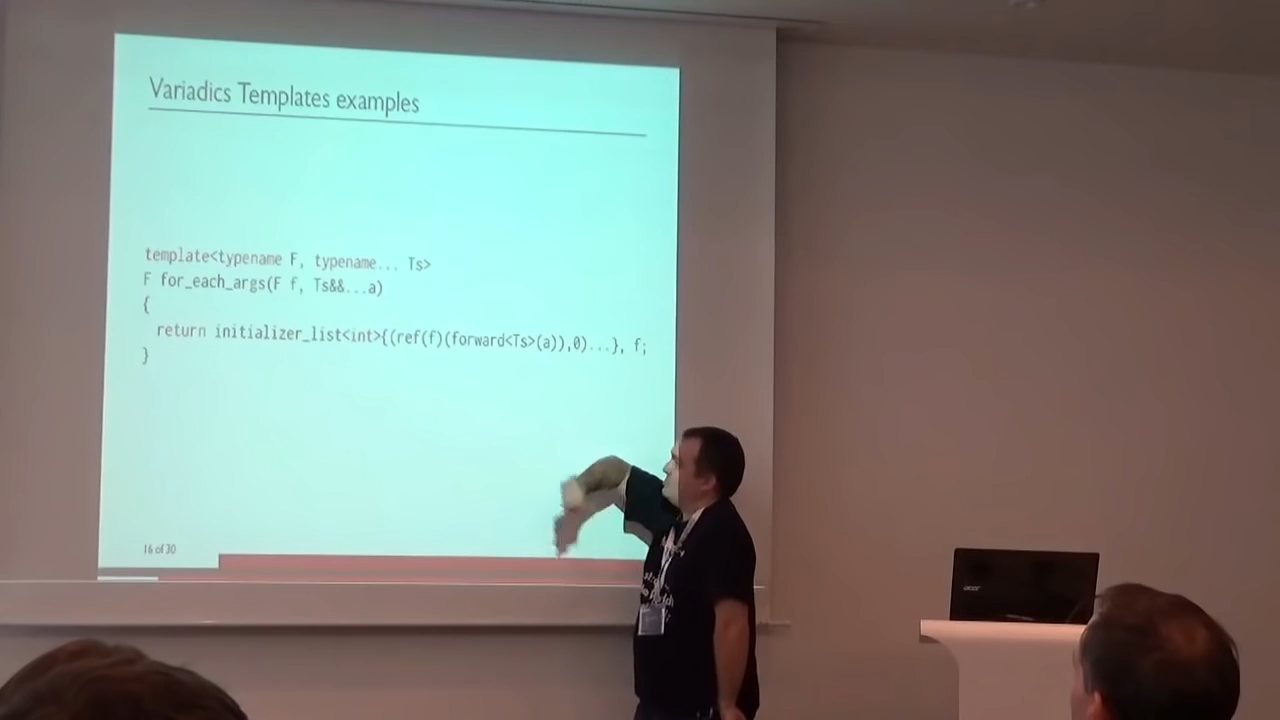 Variadics Templates examples
template<typename F, typename... Ts>
F for_each_args(F f, Ts&&...a)
{
return initializer_list<int>{(ref(f)(forward<Ts>(a)),0)...}, f;
}
16 of 30
acer